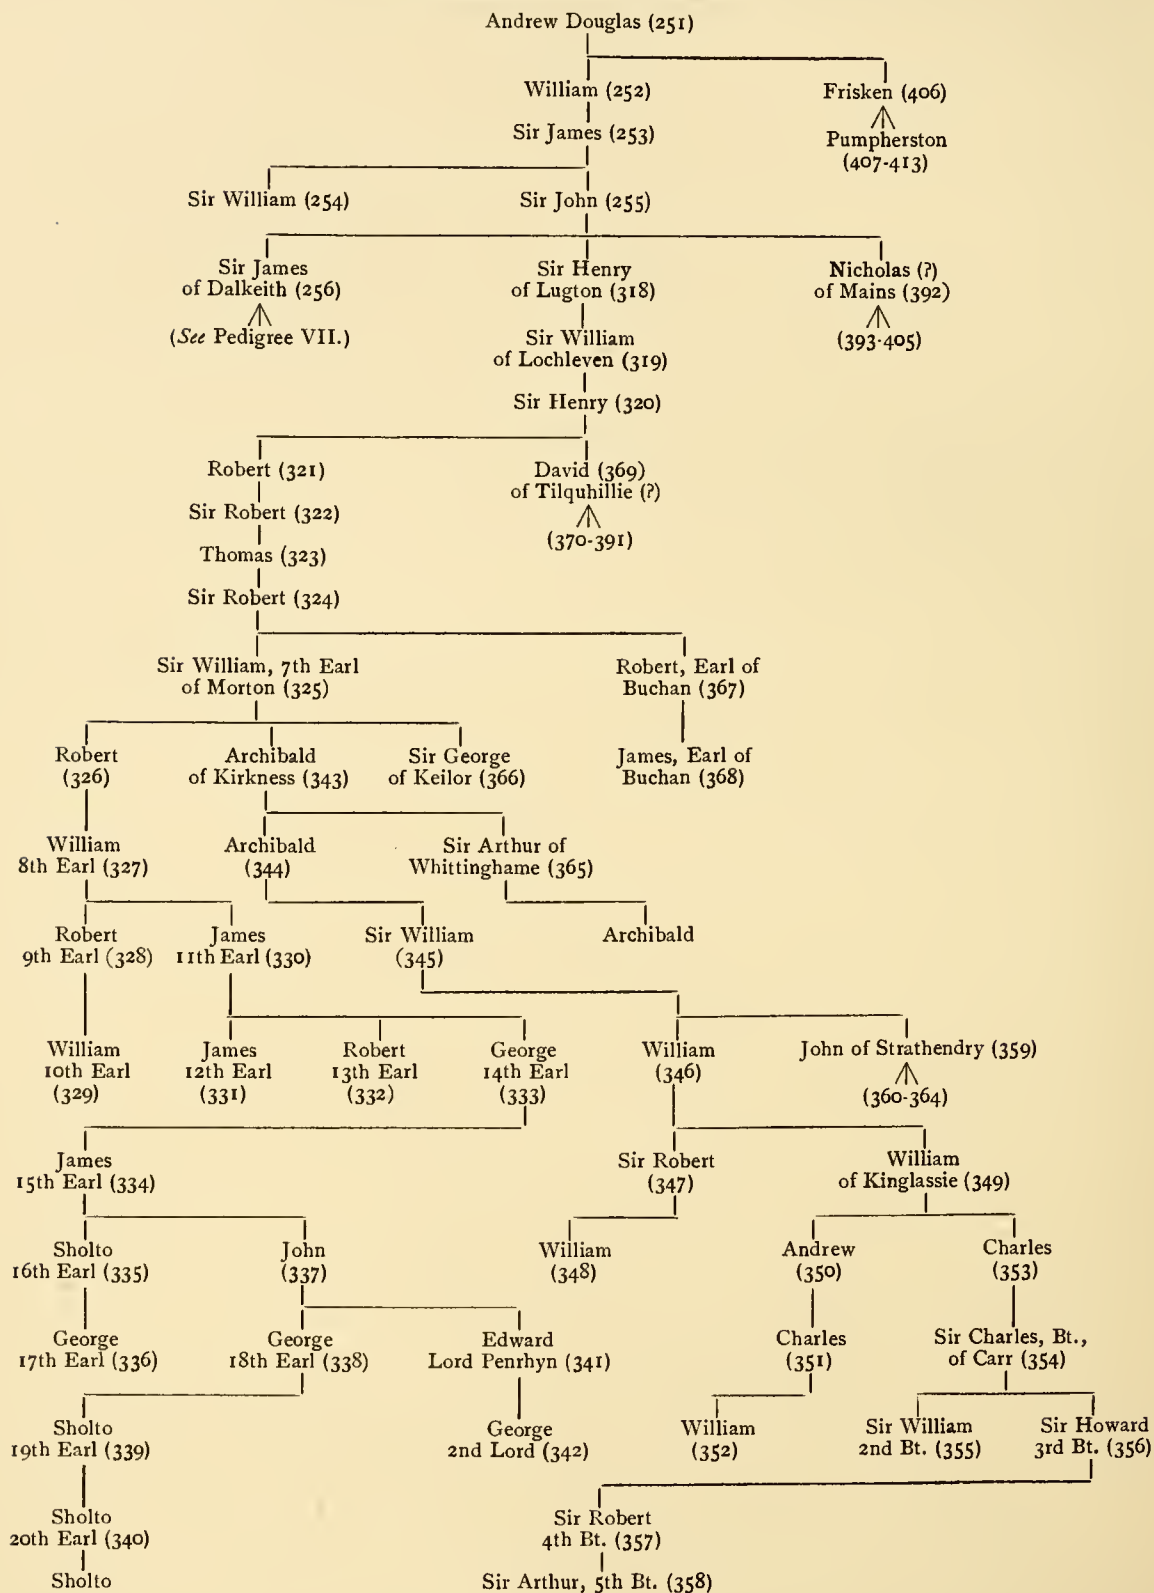 Andrew Douglas (251)
William (252)
Frisken (406)
Sir James (253)
Pumpherston
(407-413)
Sir William (254)
Sir John (255)
Sir James
of Dalkeith (256)
(See Pedigree VII.)
Sir Henry
of Lugton (318)
Nicholas (?)
of Mains (392)
(393-405)
Sir William
of Lochleven (319)
Sir Henry (320)
Robert (321)
David (369)
of Tilquhillie (?)
(370-391)
Sir Robert (322)
Thomas (323)
Sir Robert (324)
Sir William, 7th Earl
of Morton (325)
Robert, Earl of
Buchan (367)
Robert
(326)
Archibald
of Kirkness (343)
Sir George
of Keilor (366)
James, Earl of
Buchan (368)
William
8th Earl (327)
Archibald
(344)
Sir Arthur of
Whittinghame (365)
Robert
9th Earl (328)
James
11th Earl (330)
Sir William
(345)
Archibald
William
10th Earl
(329)
James
12th Earl
(331)
Robert
13th Earl
(332)
George
14th Earl
(333)
William
(346)
John of Strathendry (359)
(360-364)
James
15th Earl (334)
Sir Robert
(347)
William
of Kinglassie (349)
Sholto
16th Earl (335)
John
(337)
William
(348)
Andrew
(350)
Charles
(353)
George
17th Earl (336)
George
18th Earl (338)
Edward
Lord Penrhyn (341)
Charles
(351)
Sir Charles, Bt.,
of Carr (354)
Sholto
19th Earl (339)
George
2nd Lord (342)
William
(352)
Sir William
2nd Bt. (355)
Sir Howard
3rd Bt. (356)
Sholto
20th Earl (340)
Sir Robert
4th Bt. (357)
Sholto
Sir Arthur, 5th Bt. (358)